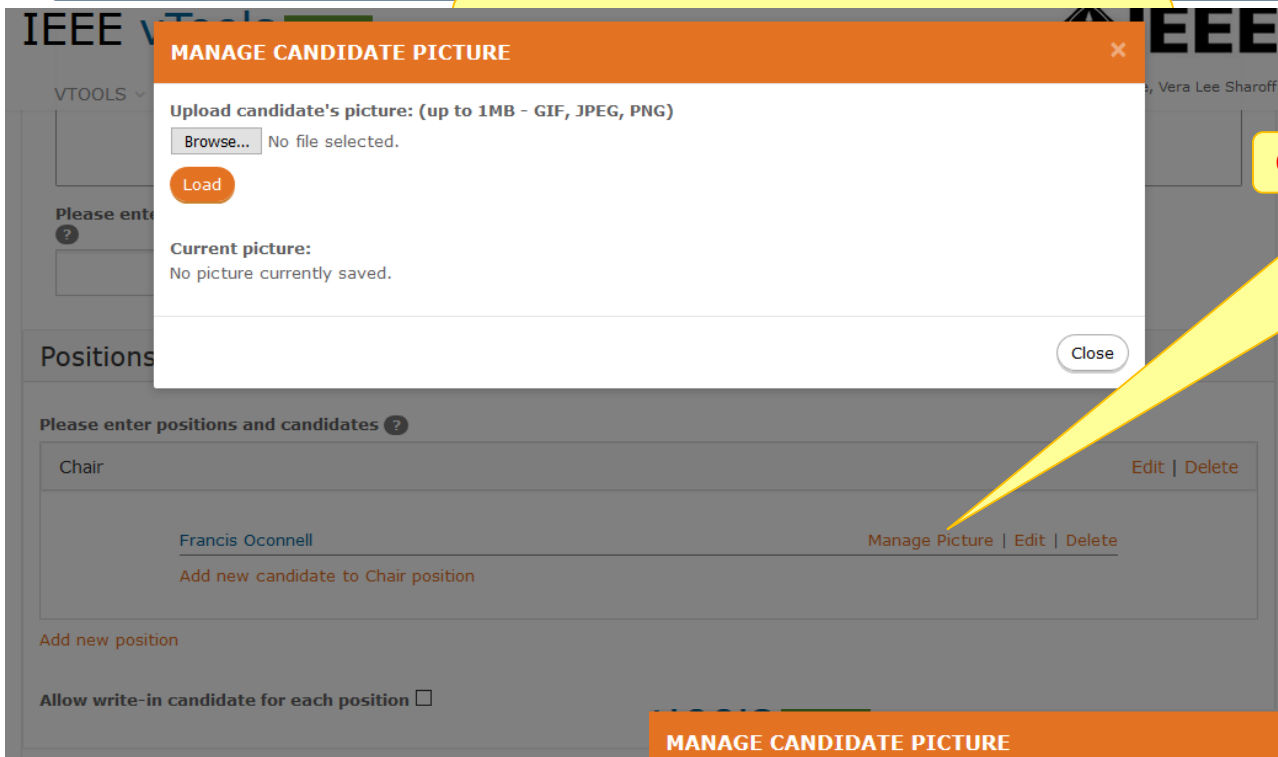 IEEE vTools
IEEE
MANAGE CANDIDATE PICTURE ×
VTOOLS
, Vera Lee Sharoff
Upload candidate's picture: (up to 1MB - GIF, JPEG, PNG)
Browse... No file selected.
Load
Please ente
?
Current picture:
No picture currently saved.
Close
Positions
Please enter positions and candidates ?
Chair Edit | Delete
Francis Oconnell Manage Picture | Edit | Delete
Add new candidate to Chair position
Add new position
Allow write-in candidate for each position
MANAGE CANDIDATE PICTURE